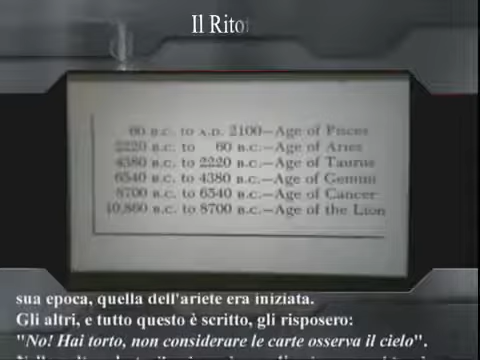 Il Rito
60 B.C. to A.D. 2100—Age of Pisces
2220 B.C. to 60 B.C.—Age of Aries
4380 B.C. to 2220 B.C.—Age of Taurus
6540 B.C. to 4380 B.C.—Age of Gemini
8700 B.C. to 6540 B.C.—Age of Cancer
10,860 B.C. to 8700 B.C.—Age of the Lion
sua epoca, quella dell'ariete era iniziata.
Gli altri, e tutto questo è scritto, gli risposero:
"No! Hai torto, non considerare le carte osserva il cielo".